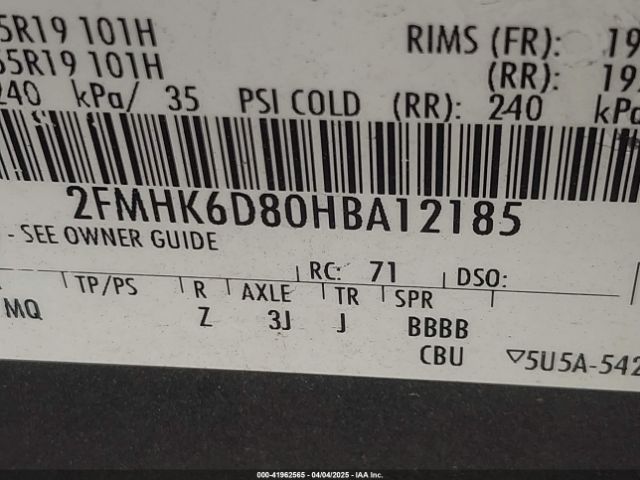 5R19 101H RIMS (FR): 19
55R19 101H (RR): 19
240 kPa/ 35 PSI COLD (RR): 240 kPa
2FMHK6D80HBA12185
- SEE OWNER GUIDE
RC: 71 DSO:
TP/PS R AXLE TR SPR
MQ Z 3J J BBBB
CBU ▽5U5A-542
000-41962565 - 04/04/2025 - IAA Inc.